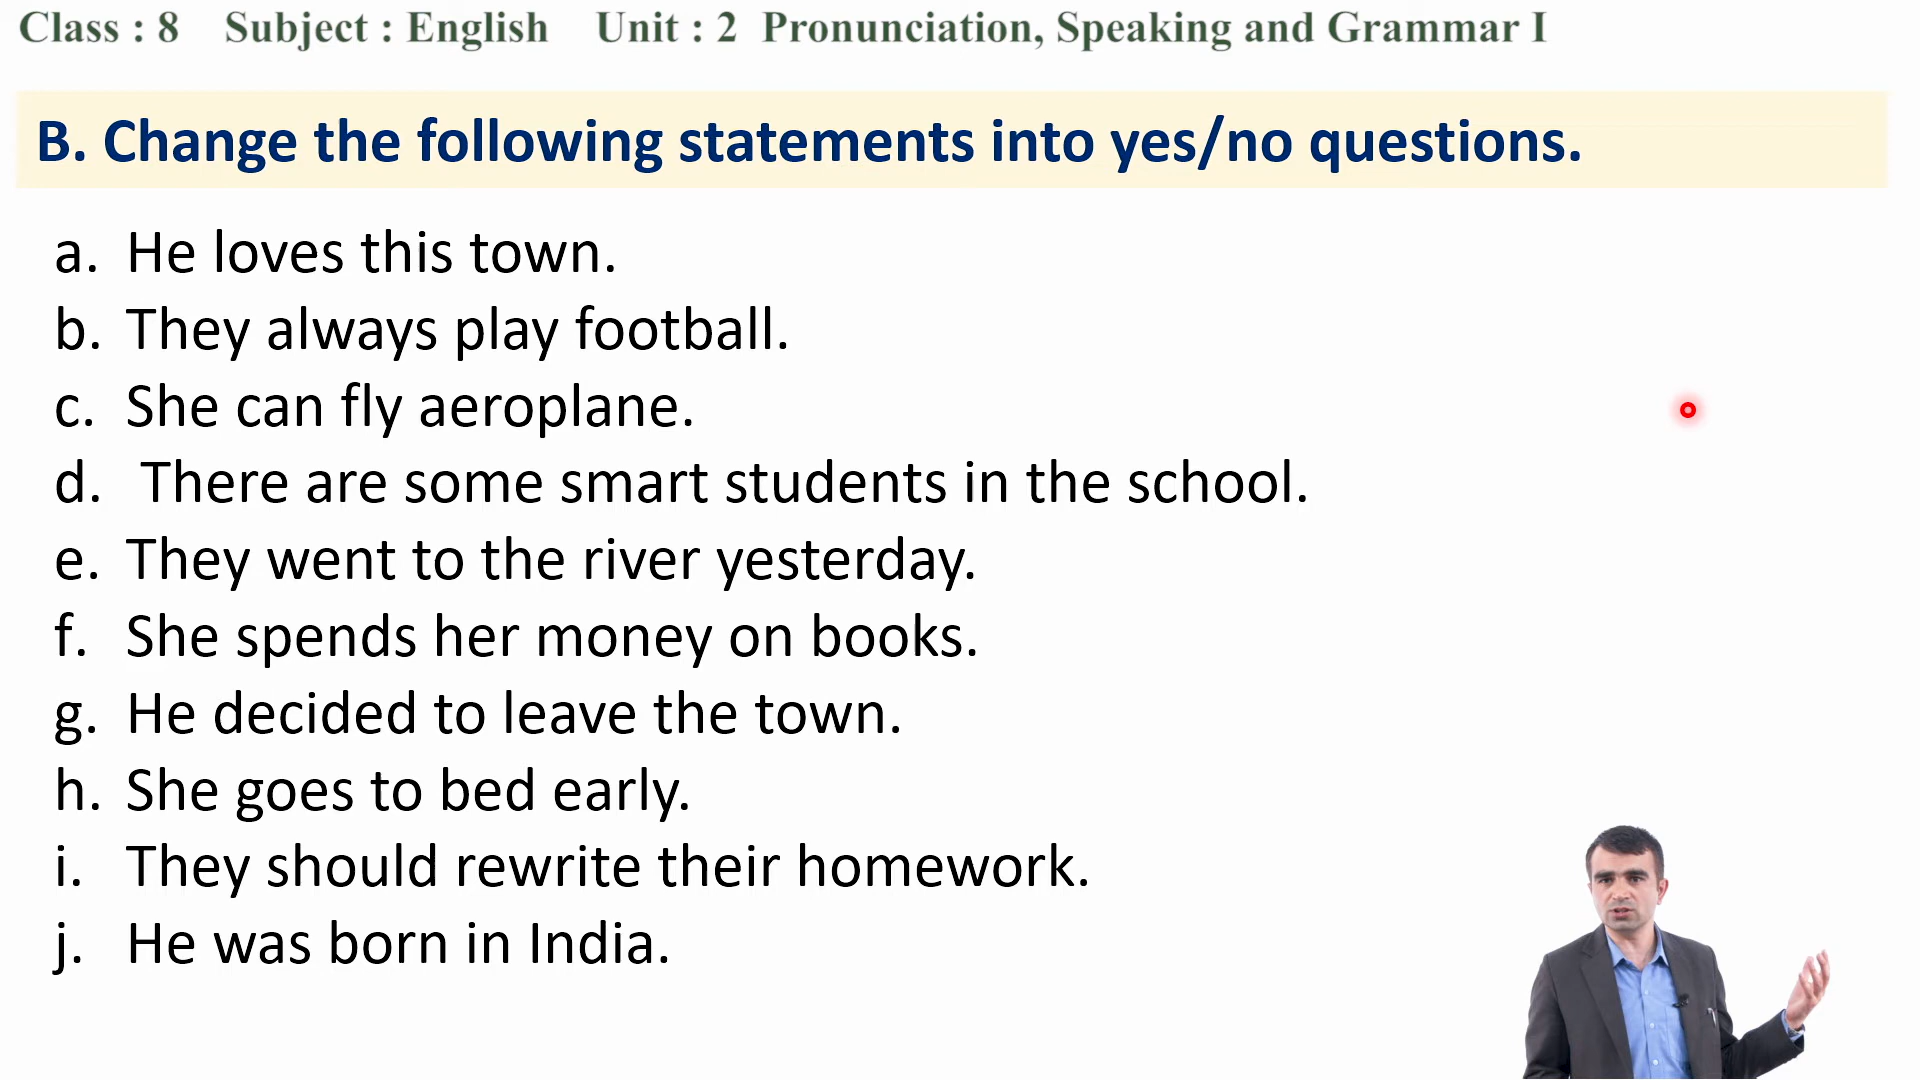 Class : 8 Subject : English Unit : 2 Pronunciation, Speaking and Grammar I
B. Change the following statements into yes/no questions.
a. He loves this town.
b. They always play football.
c. She can fly aeroplane.
d. There are some smart students in the school.
e. They went to the river yesterday.
f. She spends her money on books.
g. He decided to leave the town.
h. She goes to bed early.
i. They should rewrite their homework.
j. He was born in India.